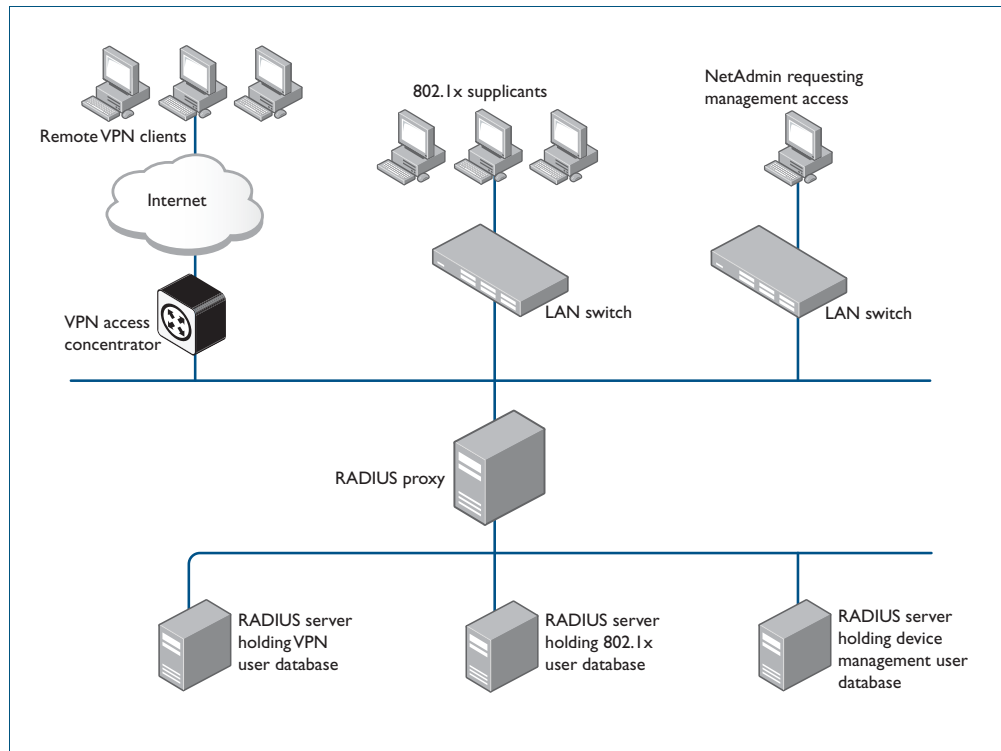 Remote VPN clients
802.1x supplicants
NetAdmin requesting
management access
Internet
VPN access
concentrator
LAN switch
LAN switch
RADIUS proxy
RADIUS server
holding VPN
user database
RADIUS server
holding 802.1x
user database
RADIUS server
holding device
management user
database